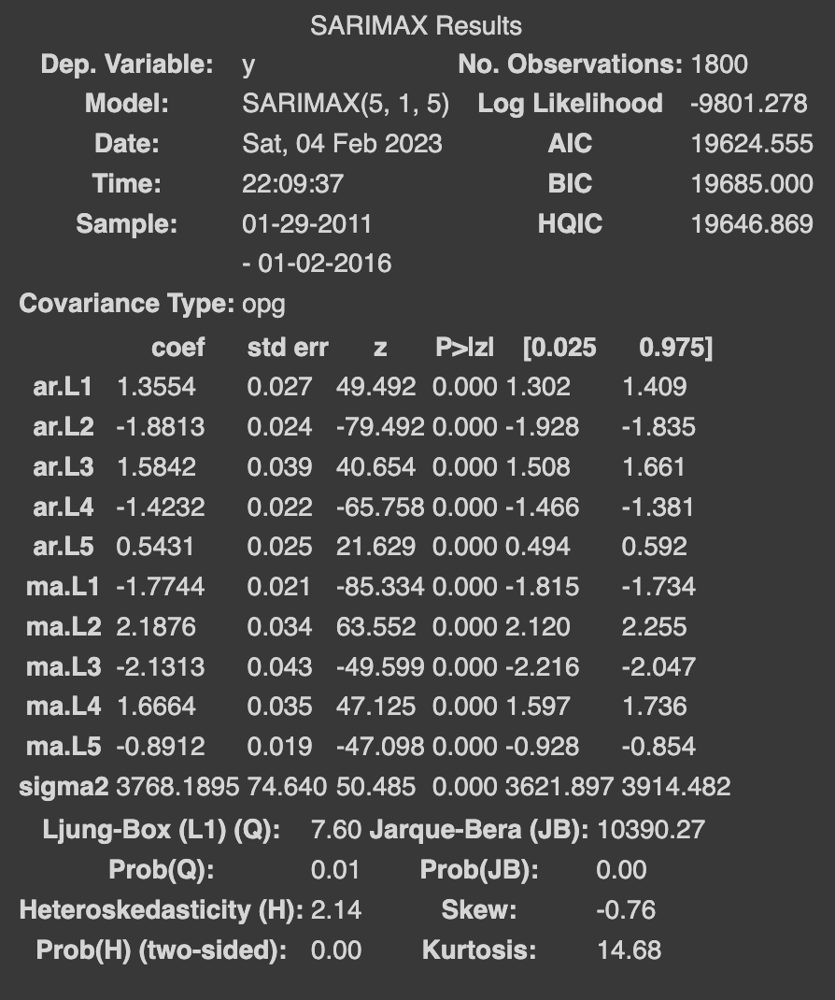 SARIMAX Results
Dep. Variable: y No. Observations: 1800
Model: SARIMAX(5, 1, 5) Log Likelihood -9801.278
Date: Sat, 04 Feb 2023 AIC 19624.555
Time: 22:09:37 BIC 19685.000
Sample: 01-29-2011 HQIC 19646.869
- 01-02-2016
Covariance Type: opg
coef std err z P>|z| [0.025 0.975]
ar.L1 1.3554 0.027 49.492 0.000 1.302 1.409
ar.L2 -1.8813 0.024 -79.492 0.000 -1.928 -1.835
ar.L3 1.5842 0.039 40.654 0.000 1.508 1.661
ar.L4 -1.4232 0.022 -65.758 0.000 -1.466 -1.381
ar.L5 0.5431 0.025 21.629 0.000 0.494 0.592
ma.L1 -1.7744 0.021 -85.334 0.000 -1.815 -1.734
ma.L2 2.1876 0.034 63.552 0.000 2.120 2.255
ma.L3 -2.1313 0.043 -49.599 0.000 -2.216 -2.047
ma.L4 1.6664 0.035 47.125 0.000 1.597 1.736
ma.L5 -0.8912 0.019 -47.098 0.000 -0.928 -0.854
sigma2 3768.1895 74.640 50.485 0.000 3621.897 3914.482
Ljung-Box (L1) (Q): 7.60 Jarque-Bera (JB): 10390.27
Prob(Q): 0.01 Prob(JB): 0.00
Heteroskedasticity (H): 2.14 Skew: -0.76
Prob(H) (two-sided): 0.00 Kurtosis: 14.68